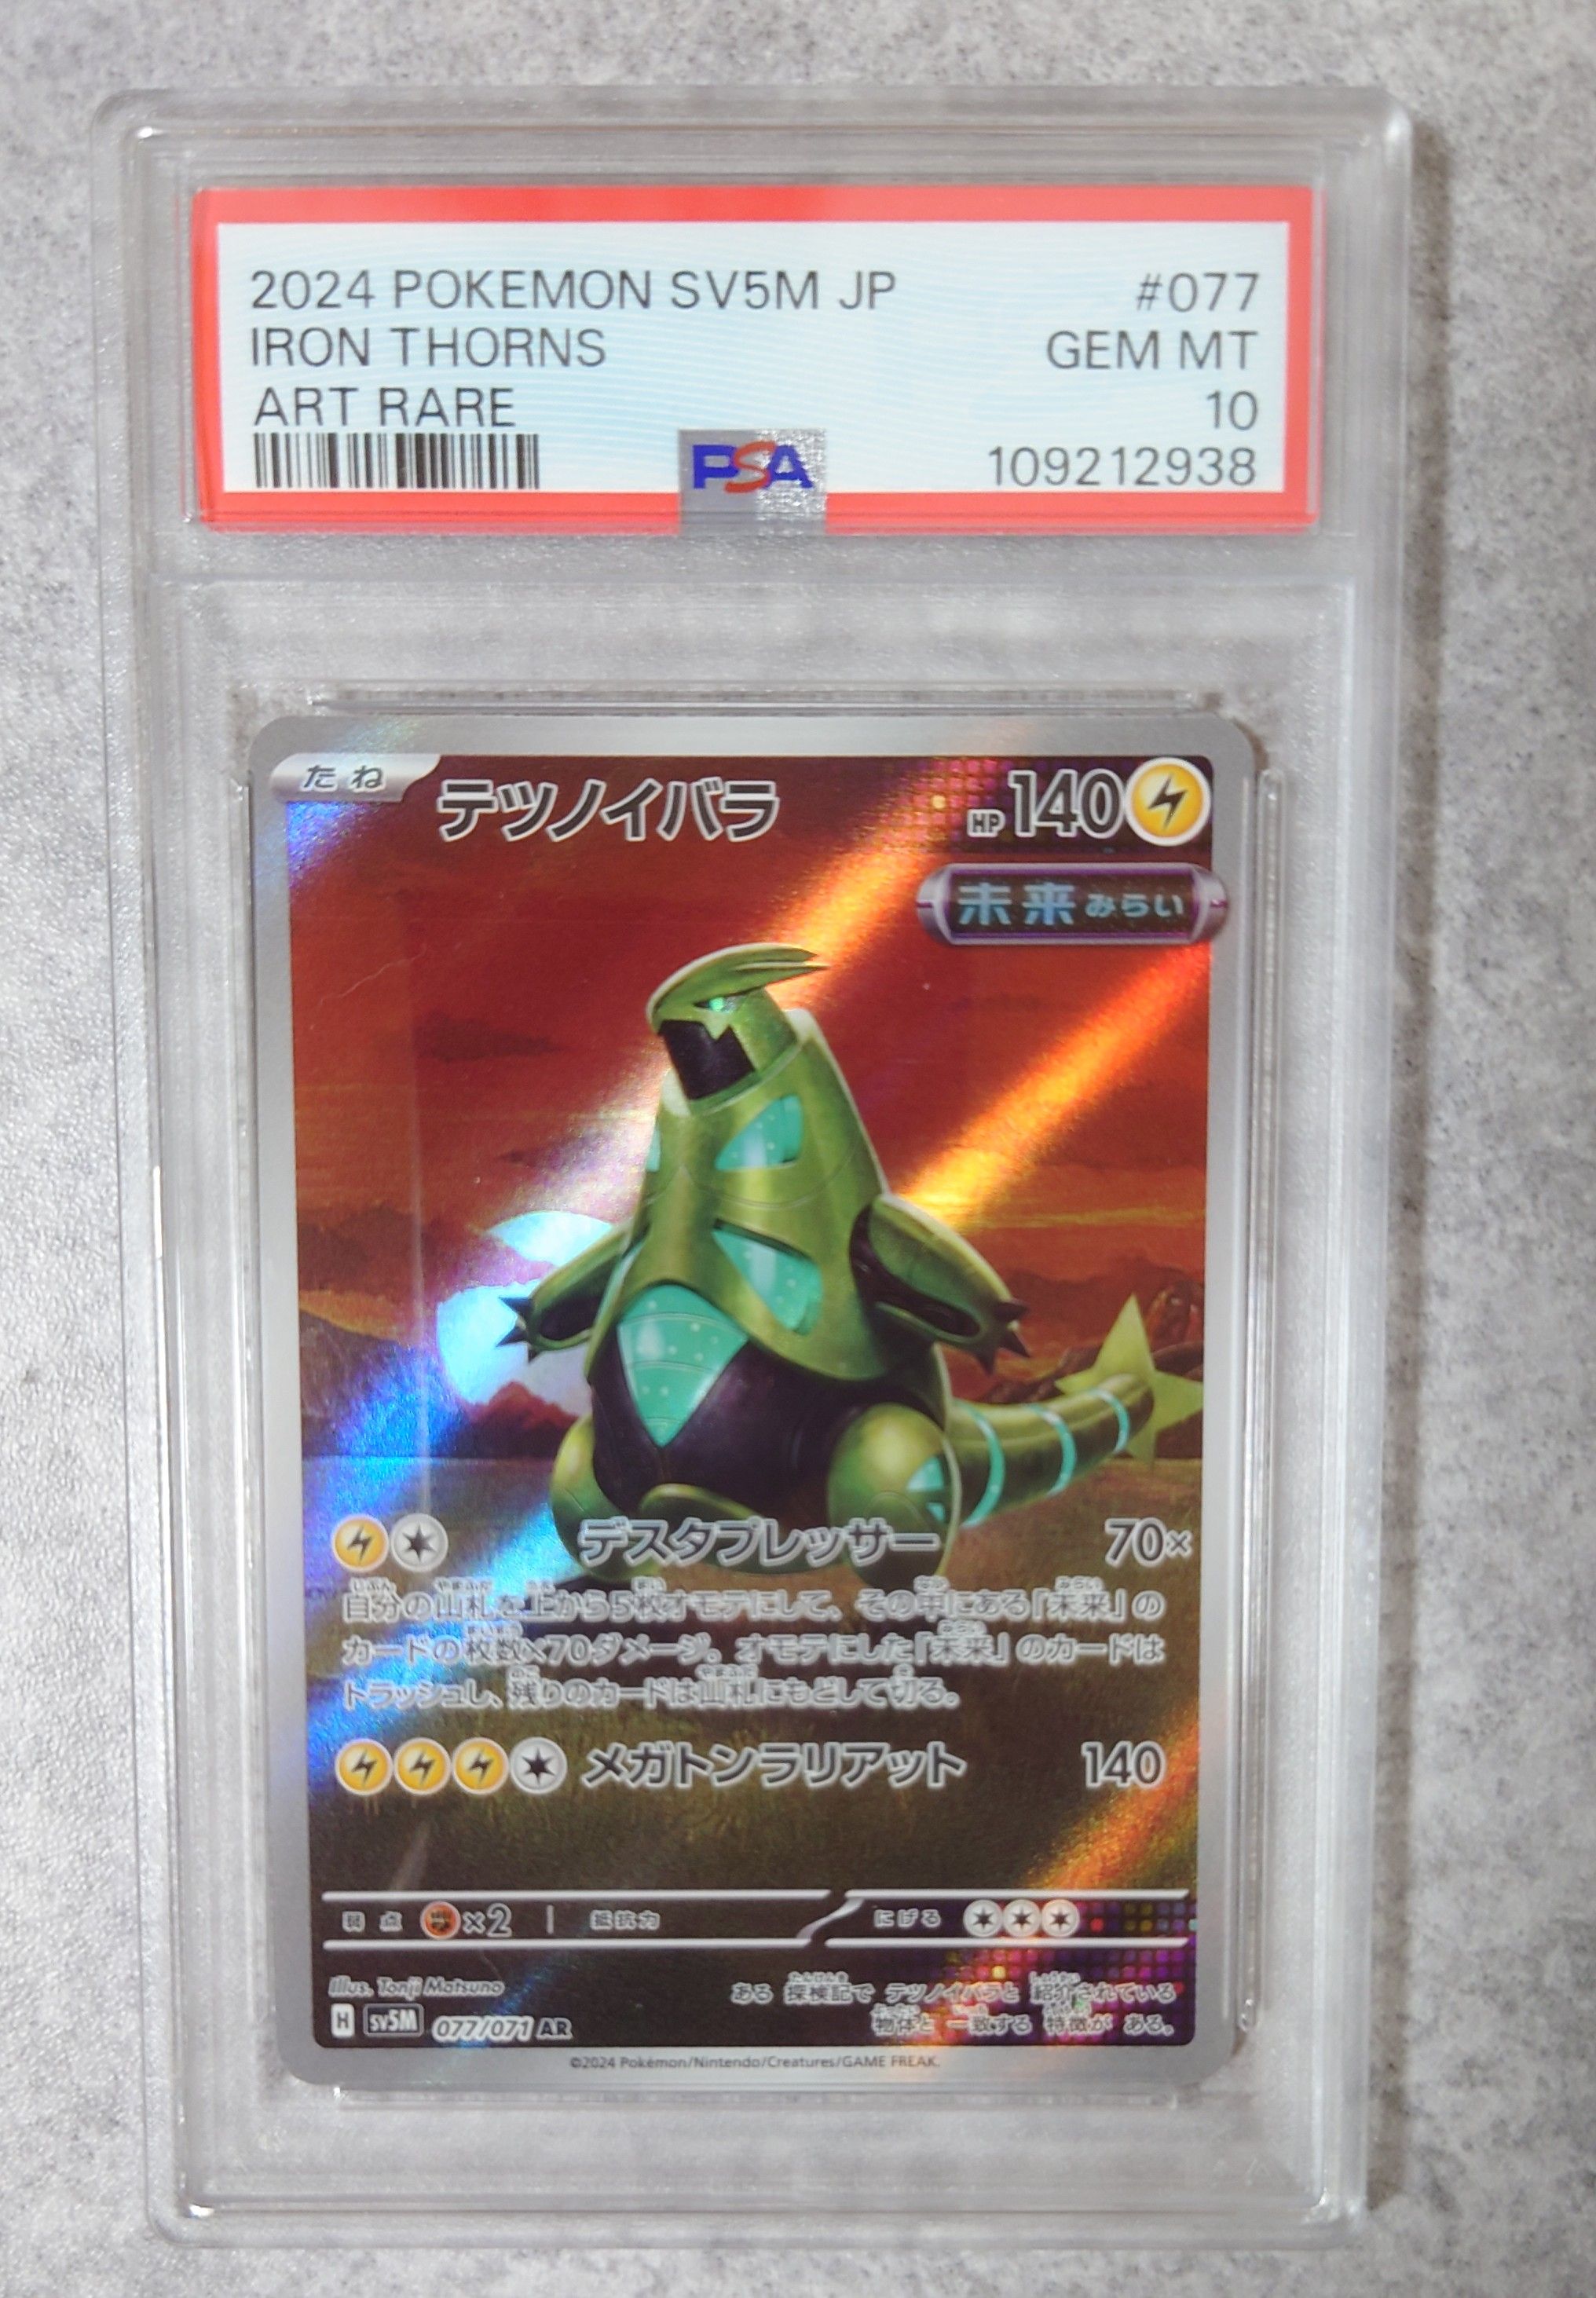 2024 POKEMON SV5M JP #077
IRON THORNS GEM MT
ART RARE 10
PSA 109212938
たね テツノイバラ HP 140
未来 みらい
デスタプレッサー 70×
自分の山札を上から5枚オモテにして、その中にある「未来」の
カードの枚数×70ダメージ。オモテにした「未来」のカードは
トラッシュし、残りのカードは山札にもどして切る。
メガトンラリアット 140
弱点 ×2 抵抗力 にげる
Illus. Tonji Matsuno
ある 探検記で テツノイバラと 紹介されている
物体と 一致する 特徴が ある。
H sv5M 077/071 AR
©2024 Pokémon/Nintendo/Creatures/GAME FREAK.